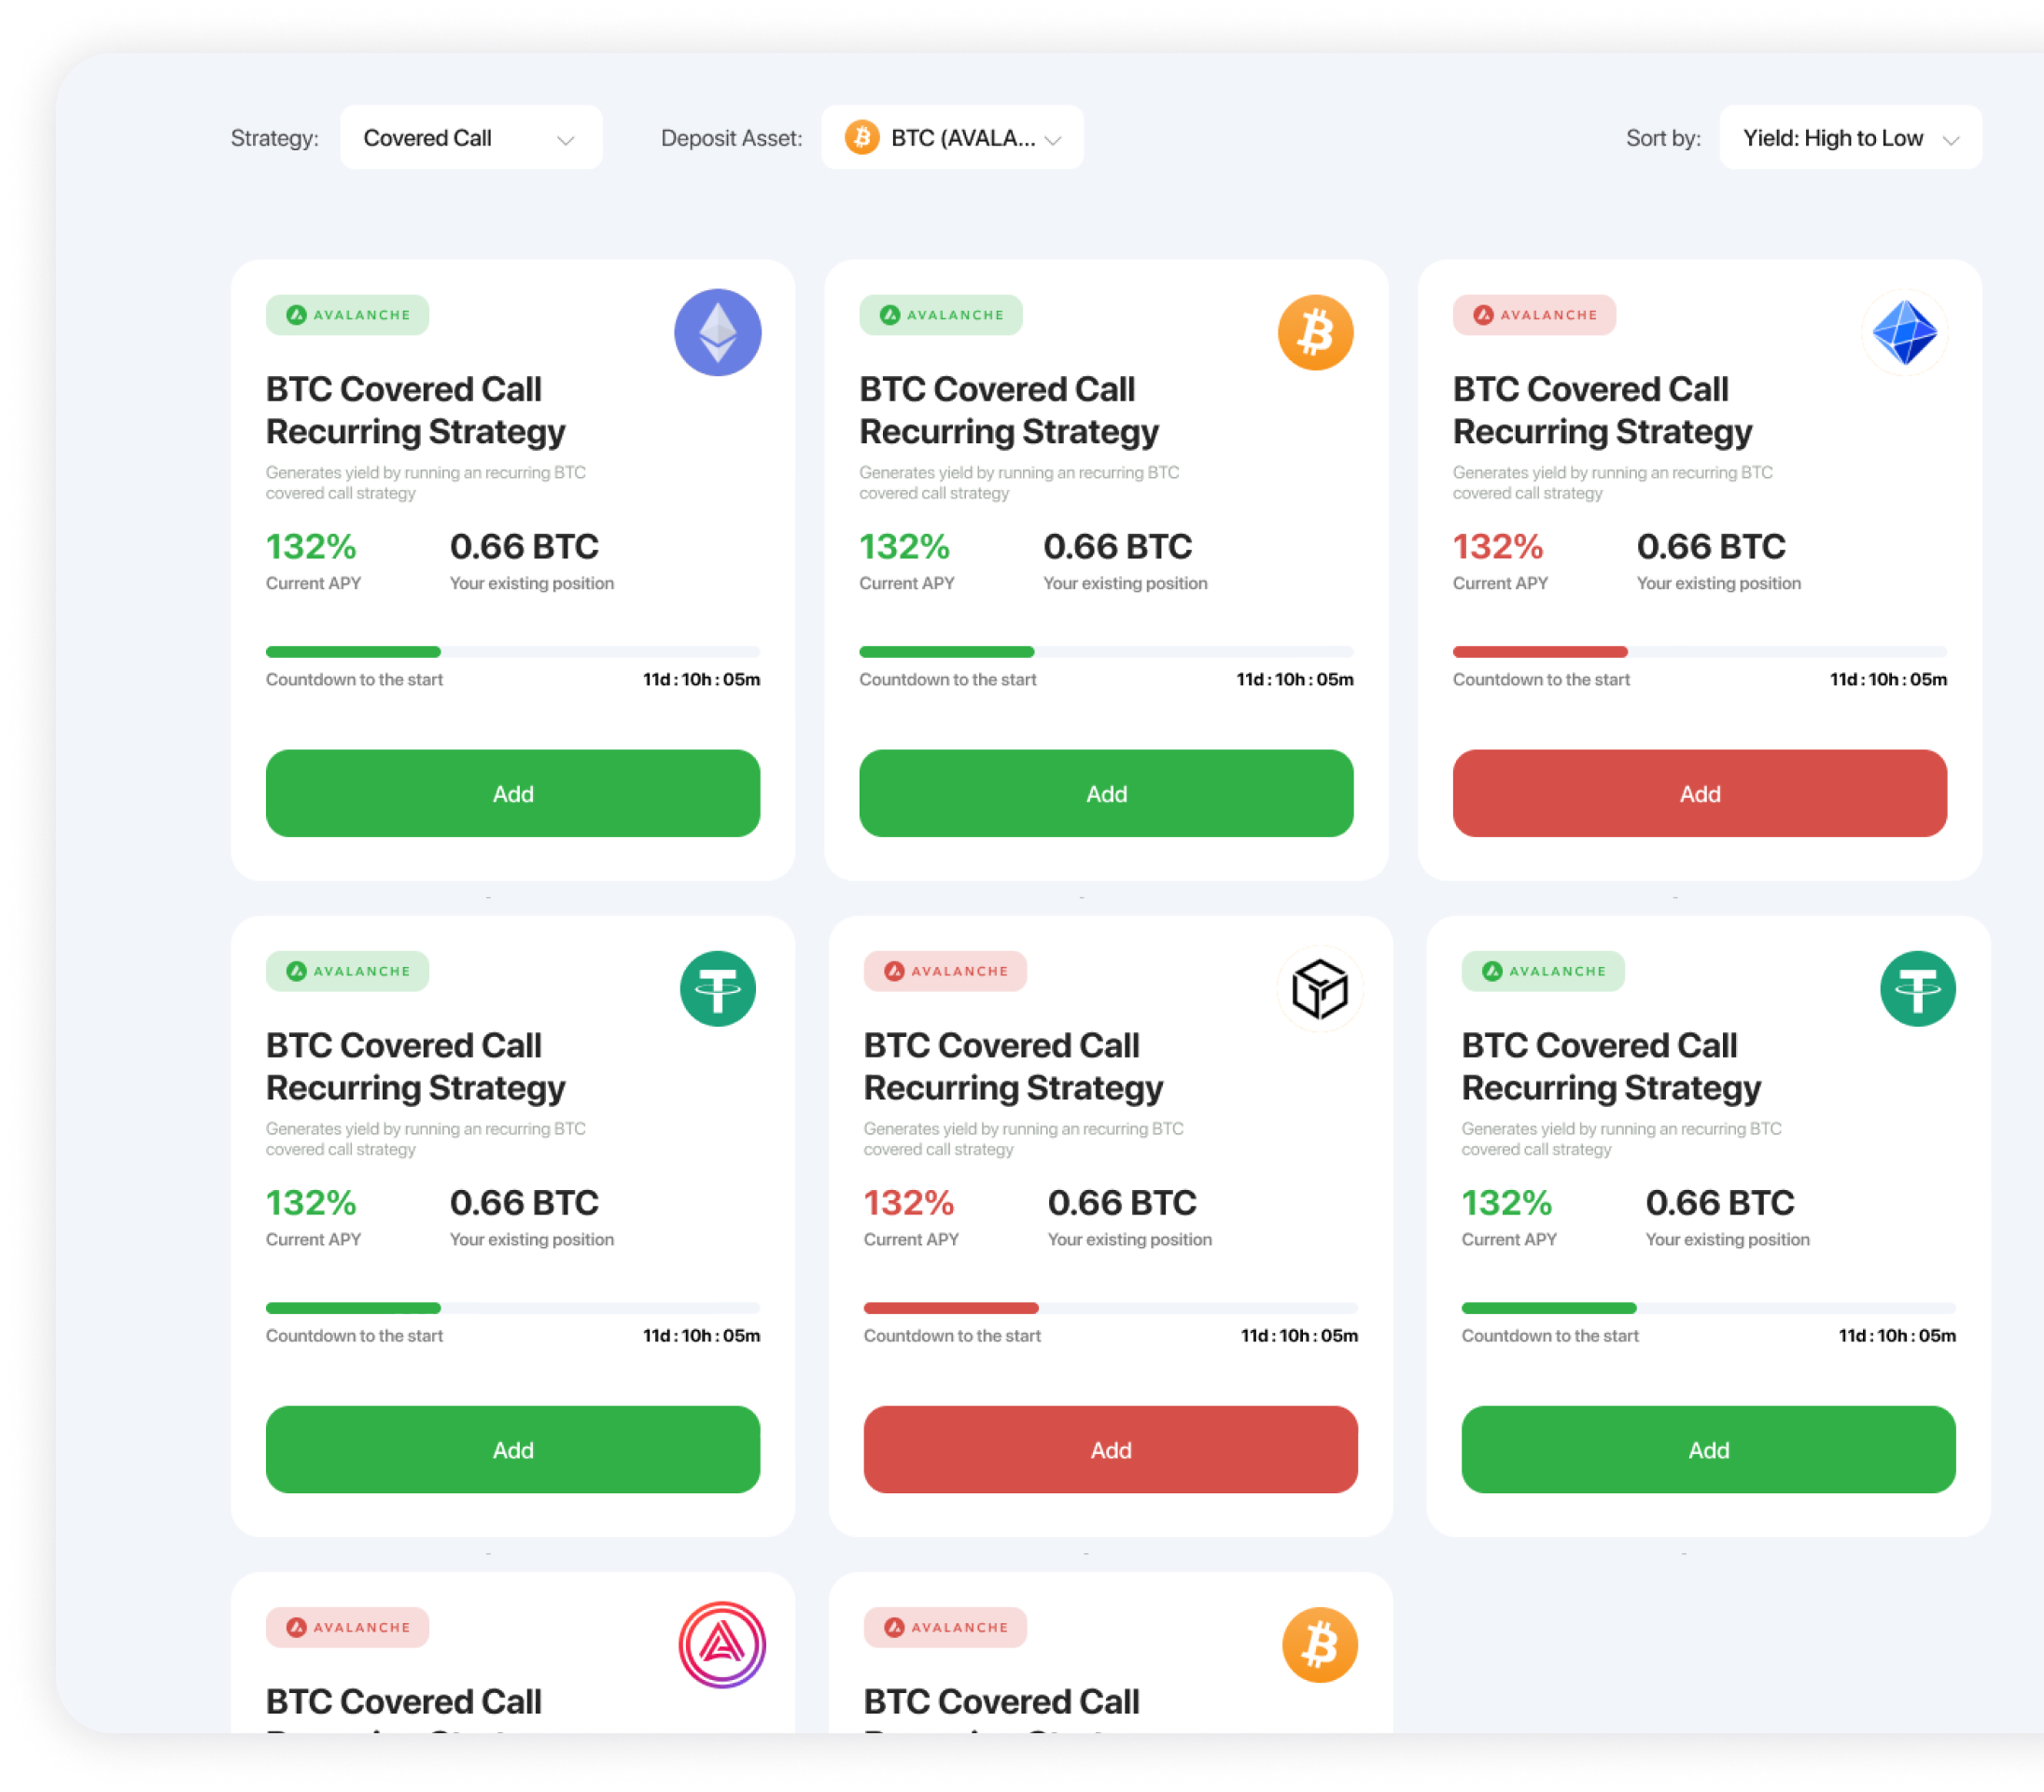 Strategy:
Covered Call
Deposit Asset:
BTC (AVALA...
Sort by:
Yield: High to Low
AVALANCHE
BTC Covered Call
Recurring Strategy
Generates yield by running an recurring BTC
covered call strategy
132%
0.66 BTC
Current APY
Your existing position
Countdown to the start
11d : 10h : 05m
Add
AVALANCHE
BTC Covered Call
Recurring Strategy
Generates yield by running an recurring BTC
covered call strategy
132%
0.66 BTC
Current APY
Your existing position
Countdown to the start
11d : 10h : 05m
Add
AVALANCHE
BTC Covered Call
Recurring Strategy
Generates yield by running an recurring BTC
covered call strategy
132%
0.66 BTC
Current APY
Your existing position
Countdown to the start
11d : 10h : 05m
Add
AVALANCHE
BTC Covered Call
Recurring Strategy
Generates yield by running an recurring BTC
covered call strategy
132%
0.66 BTC
Current APY
Your existing position
Countdown to the start
11d : 10h : 05m
Add
AVALANCHE
BTC Covered Call
Recurring Strategy
Generates yield by running an recurring BTC
covered call strategy
132%
0.66 BTC
Current APY
Your existing position
Countdown to the start
11d : 10h : 05m
Add
AVALANCHE
BTC Covered Call
Recurring Strategy
Generates yield by running an recurring BTC
covered call strategy
132%
0.66 BTC
Current APY
Your existing position
Countdown to the start
11d : 10h : 05m
Add
AVALANCHE
BTC Covered Call
AVALANCHE
BTC Covered Call